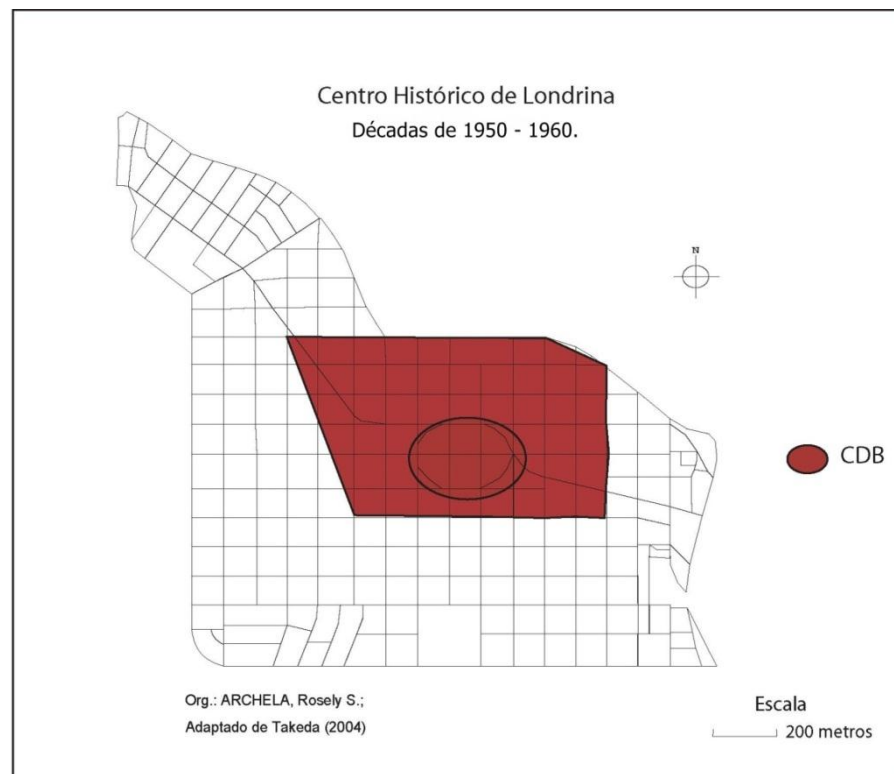 Centro Histórico de Londrina
Décadas de 1950 - 1960.
N
CDB
Org.: ARCHELA, Rosely S.;
Adaptado de Takeda (2004)
Escala
200 metros